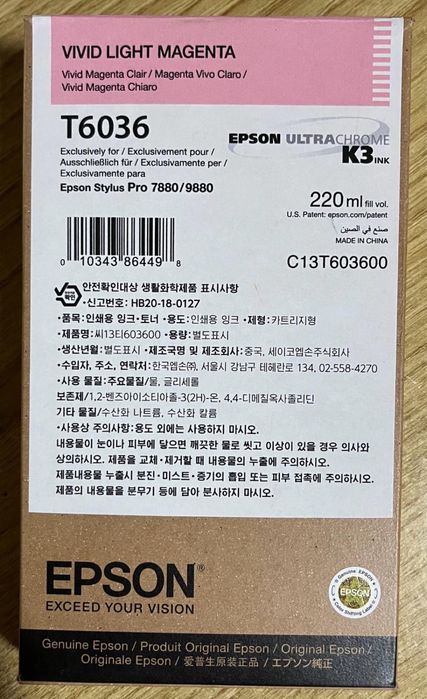 VIVID LIGHT MAGENTA
Vivid Magenta Clair / Magenta Vivo Claro /
Vivid Magenta Chiaro
T6036
Exclusively for / Exclusivement pour /
Ausschließlich für / Exclusivamente per /
Exclusivamente para
Epson Stylus Pro 7880/9880
EPSON ULTRACHROME
K3 INK
220 ml fill vol.
U.S. Patent: epson.com/patent
صنع في الصين
MADE IN CHINA
C13T603600
0 10343 86449 8
안전확인대상 생활화학제품 표시사항
•신고번호: HB20-18-0127
•품목:인쇄용 잉크•토너 •용도:인쇄용 잉크 •제형:카트리지형
•제품명:씨13티603600 •용량:별도표시
•생산년월:별도표시 •제조국명 및 제조회사:중국, 세이코엡손주식회사
•수입자, 주소, 연락처:한국엡손㈜, 서울시 강남구 테헤란로 134, 02-558-4270
•사용 물질:주요물질/물, 글리세롤
보존제/1,2-벤즈아이소티아졸-3(2H)-온, 4,4-디메칠옥사졸리딘
기타 물질/수산화 나트륨, 수산화 칼륨
•사용상 주의사항:용도 외에는 사용하지 마시오.
내용물이 눈이나 피부에 닿으면 깨끗한 물로 씻고 이상이 있을 경우 의사와
상의하시오. 제품을 교체•제거할 때 내용물의 누출에 주의하시오.
제품내용물 누출시 분진•미스트•증기의 흡입 또는 피부 접촉에 주의하시오.
제품의 내용물을 분무기 등에 담아 분사하지 마시오.
EPSON®
EXCEED YOUR VISION
Genuine Epson
EPSON
Color Shifting Label
Genuine Epson / Produit Original Epson / Original Epson /
Originale Epson / 爱普生原装正品 / エプソン純正